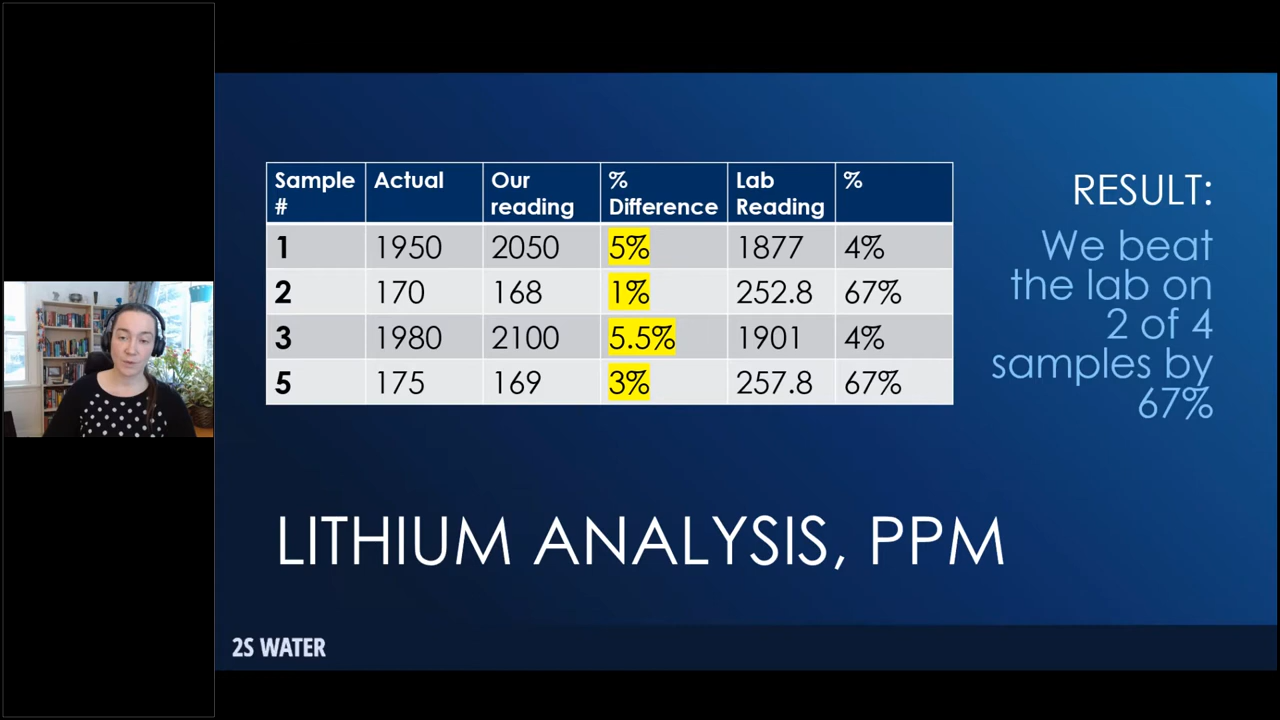 Sample # Actual Our reading % Difference Lab Reading %
1 1950 2050 5% 1877 4%
2 170 168 1% 252.8 67%
3 1980 2100 5.5% 1901 4%
5 175 169 3% 257.8 67%
RESULT:
We beat
the lab on
2 of 4
samples by
67%
LITHIUM ANALYSIS, PPM
2S WATER